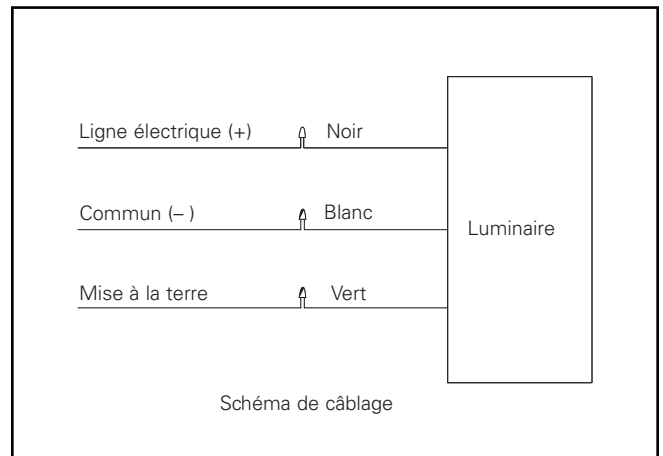 Ligne électrique (+) Noir
Commun (– ) Blanc
Luminaire
Mise à la terre Vert
Schéma de câblage